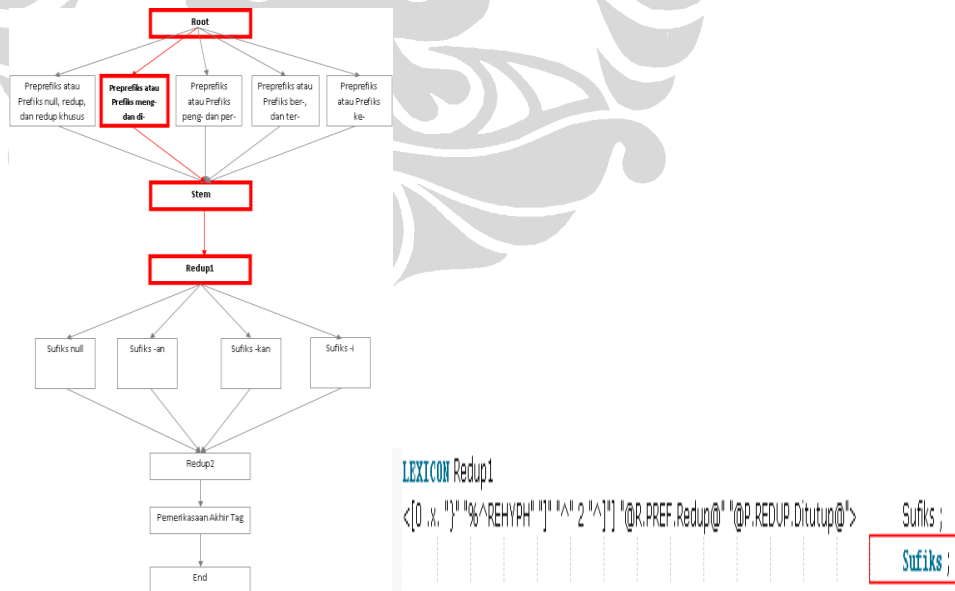 Root
Preprefiks atau
Prefiks null, redup,
dan redup khusus
Preprefiks atau
Prefiks meng-
dan di-
Preprefiks
atau Prefiks
peng- dan per-
Preprefiks atau
Prefiks ber-,
dan ter-
Preprefiks
atau Prefiks
ke-
Stem
Redup1
Sufiks null
Sufiks -an
Sufiks -kan
Sufiks -i
Redup2
Pemerikasaan Akhir Tag
End
LEXICON Redup1
<[0 .x. "}" "%^REHYPH" "]" "^" 2 "^]"] "@R.PREF.Redup@" "@P.REDUP.Ditutup@"> Sufiks ;
Sufiks ;